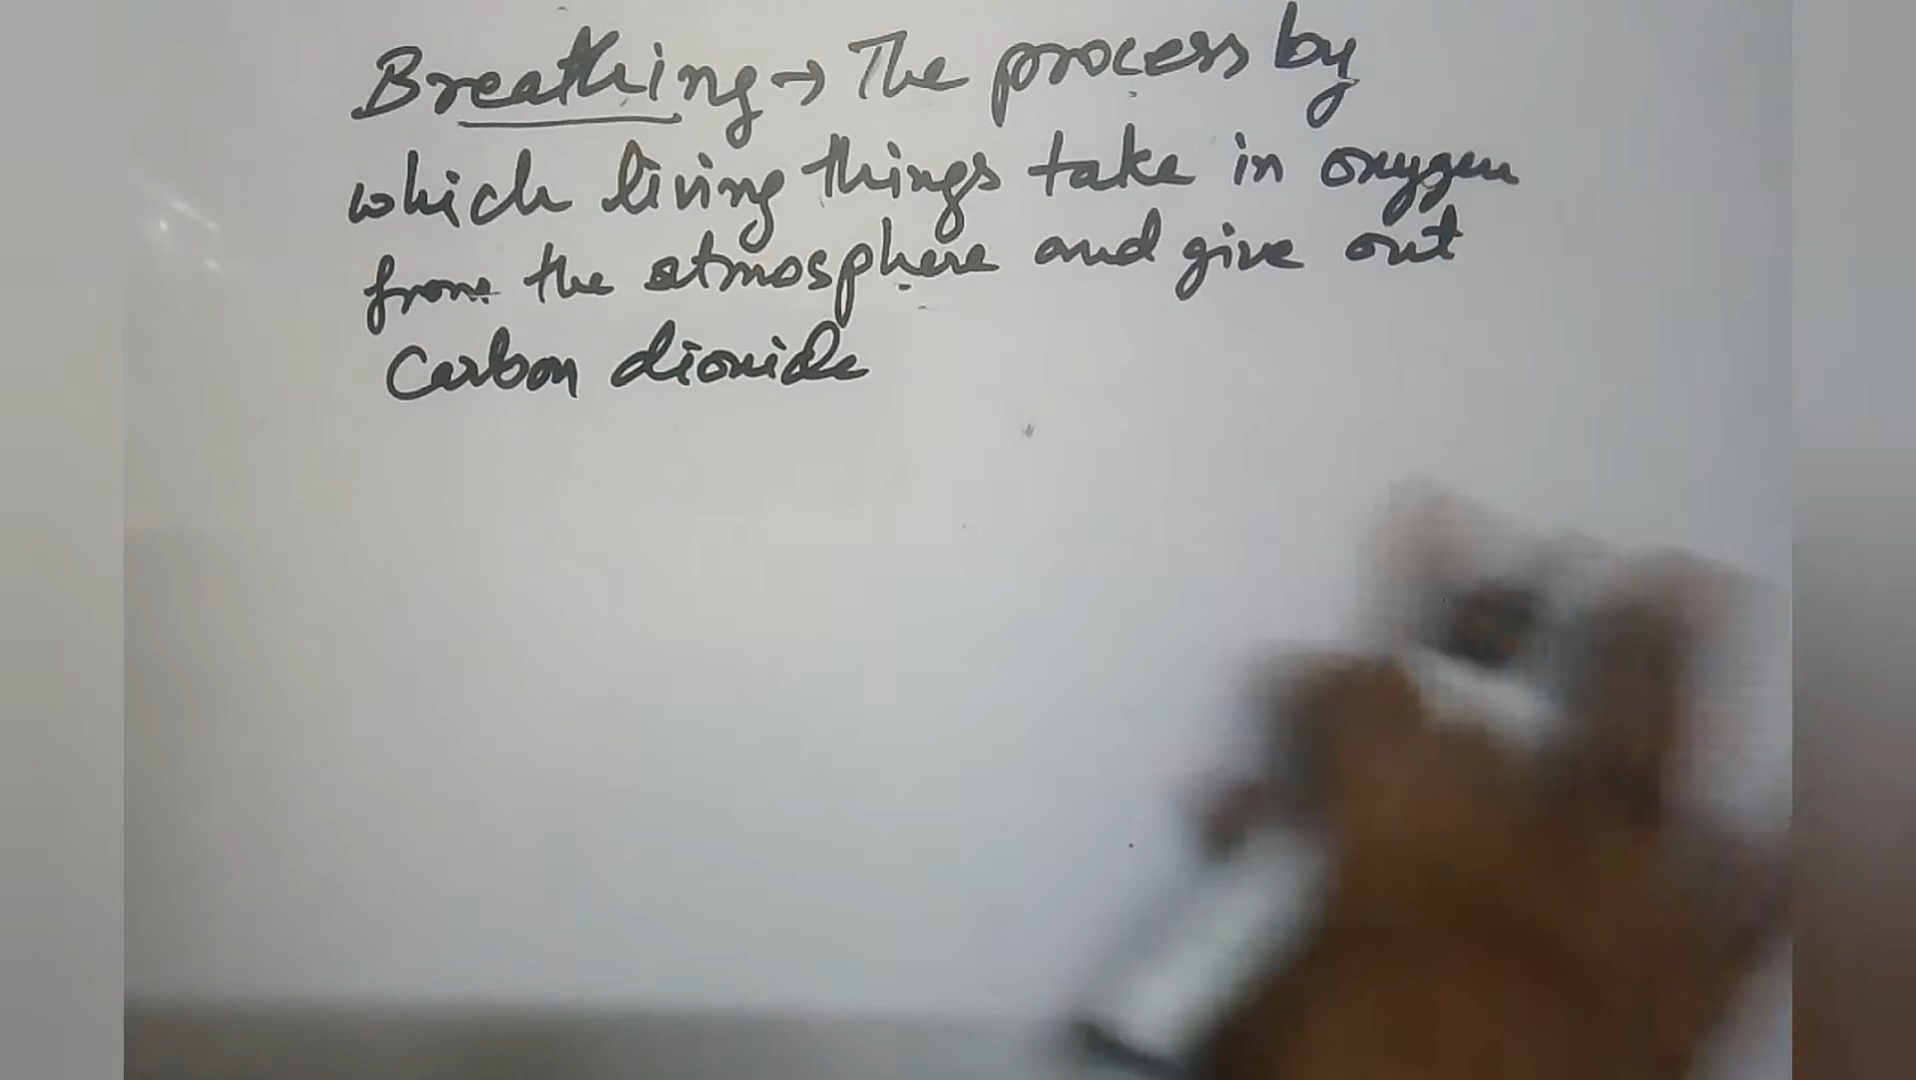 Breathing → The process by
which living things take in oxygen
from the atmosphere and give out
Carbon dioxide